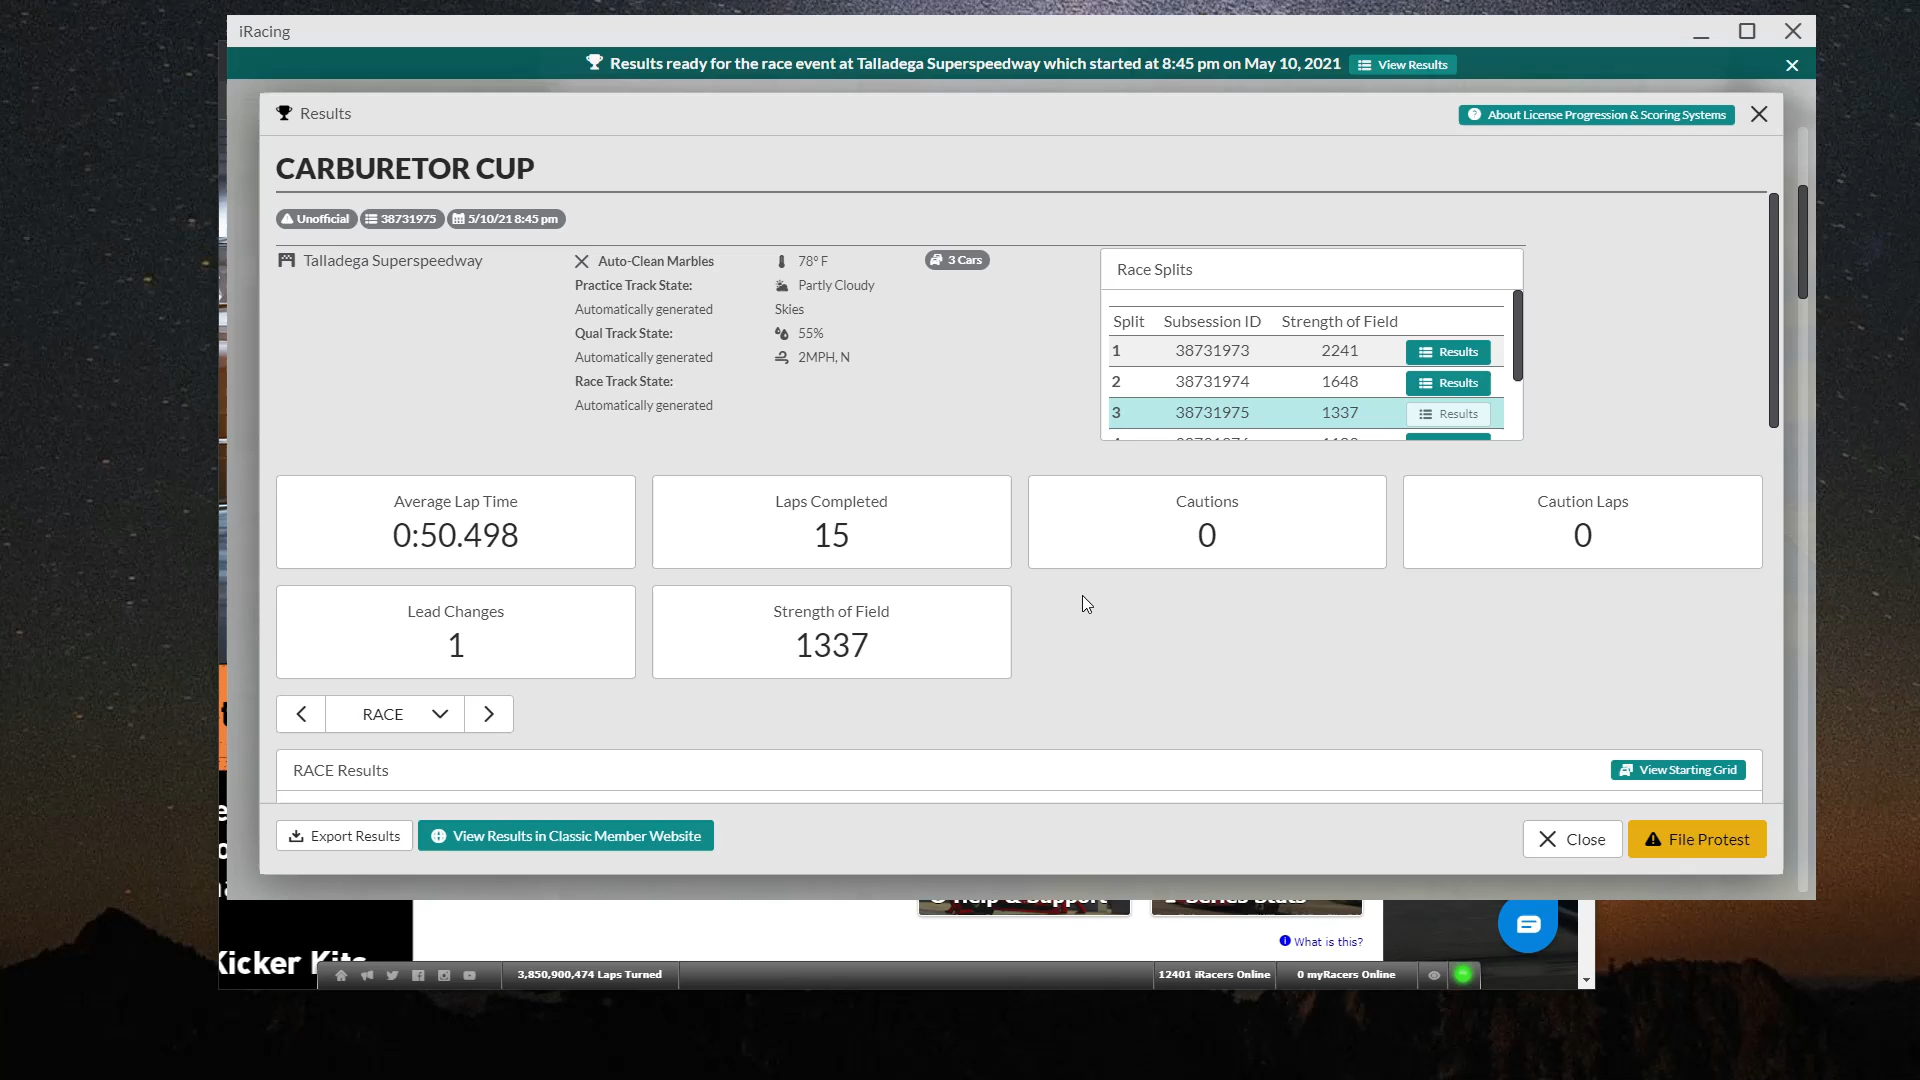 iRacing
Results ready for the race event at Talladega Superspeedway which started at 8:45 pm on May 10, 2021 View Results
Results
About License Progression & Scoring Systems
CARBURETOR CUP
Unofficial 38731975 5/10/21 8:45 pm
Talladega Superspeedway
Auto-Clean Marbles
Practice Track State:
Automatically generated
Qual Track State:
Automatically generated
Race Track State:
Automatically generated
78° F
Partly Cloudy
Skies
55%
2MPH, N
3 Cars
Race Splits
Split Subsession ID Strength of Field
1 38731973 2241 Results
2 38731974 1648 Results
3 38731975 1337 Results
Average Lap Time
0:50.498
Laps Completed
15
Cautions
0
Caution Laps
0
Lead Changes
1
Strength of Field
1337
RACE
RACE Results
View Starting Grid
Export Results
View Results in Classic Member Website
Close
File Protest
Help & Support
Series Stats
What is this?
Kicker Kits
3,850,900,474 Laps Turned
12401 iRacers Online
0 myRacers Online